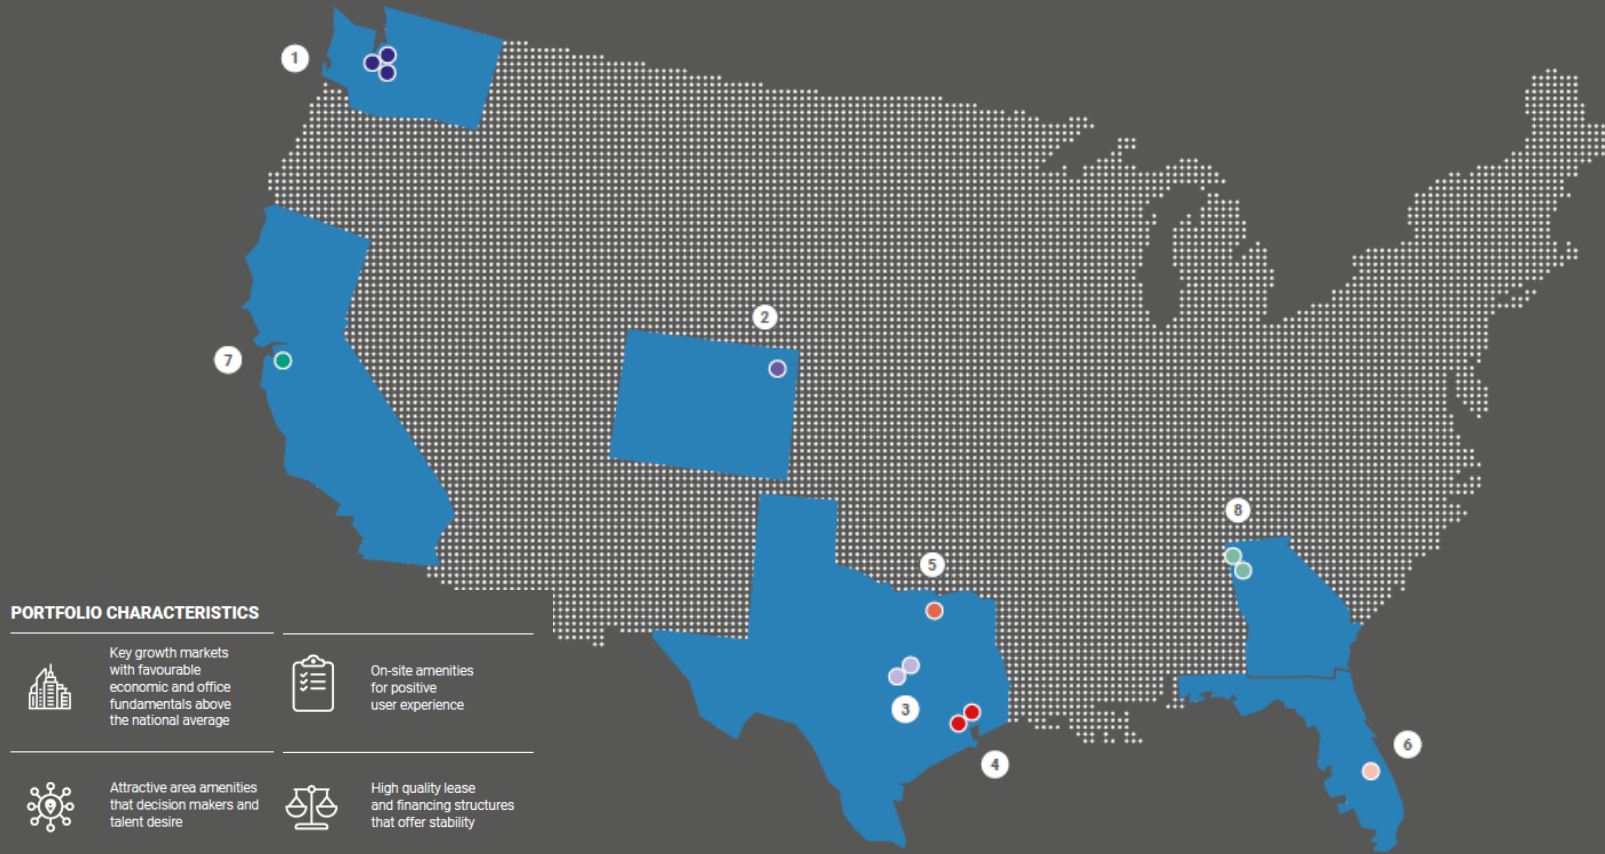 1
2
7
8
5
3
4
6
PORTFOLIO CHARACTERISTICS
Key growth markets
with favourable
economic and office
fundamentals above
the national average
On-site amenities
for positive
user experience
Attractive area amenities
that decision makers and
talent desire
High quality lease
and financing structures
that offer stability